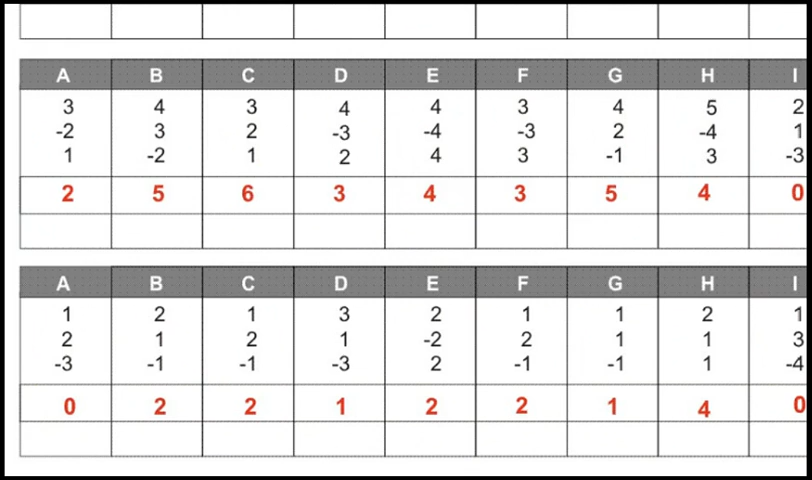 A B C D E F G H I
3 4 3 4 4 3 4 5 2
-2 3 2 -3 -4 -3 2 -4 1
1 -2 1 2 4 3 -1 3 -3
2 5 6 3 4 3 5 4 0
A B C D E F G H I
1 2 1 3 2 1 1 2 1
2 1 2 1 -2 2 1 1 3
-3 -1 -1 -3 2 -1 -1 1 -4
0 2 2 1 2 2 1 4 0